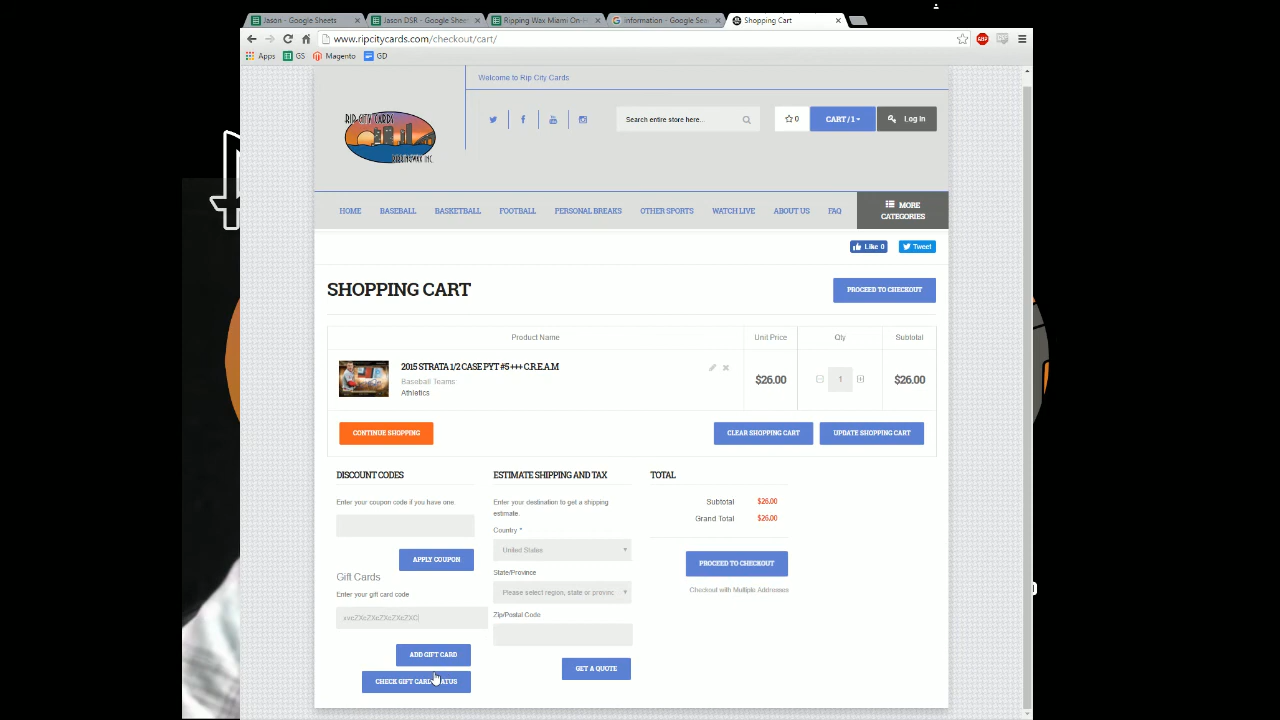 Jason - Google Sheets
Jason DSR - Google Shee
Ripping Wax Miami On-
information - Google Sea
Shopping Cart
www.ripcitycards.com/checkout/cart/
ABP
Apps GS Magento GD
Welcome to Rip City Cards
RIP CITY CARDS
Search entire store here..
0
CART / 1
Log In
HOME BASEBALL BASKETBALL FOOTBALL PERSONAL BREAKS OTHER SPORTS WATCH LIVE ABOUT US FAQ
MORE
CATEGORIES
Like 0
Tweet
SHOPPING CART
PROCEED TO CHECKOUT
Product Name Unit Price Qty Subtotal
2015 STRATA 1/2 CASE PYT #5 +++ C.R.E.A.M
Baseball Teams:
Athletics
$26.00 1 $26.00
CONTINUE SHOPPING
CLEAR SHOPPING CART
UPDATE SHOPPING CART
DISCOUNT CODES
Enter your coupon code if you have one.
APPLY COUPON
Gift Cards
Enter your gift card code
ADD GIFT CARD
CHECK GIFT CARD STATUS
ESTIMATE SHIPPING AND TAX
Enter your destination to get a shipping
estimate.
Country *
United States
State/Province
Please select region, state or provinc
Zip/Postal Code
GET A QUOTE
TOTAL
Subtotal $26.00
Grand Total $26.00
PROCEED TO CHECKOUT
Checkout with Multiple Addresses